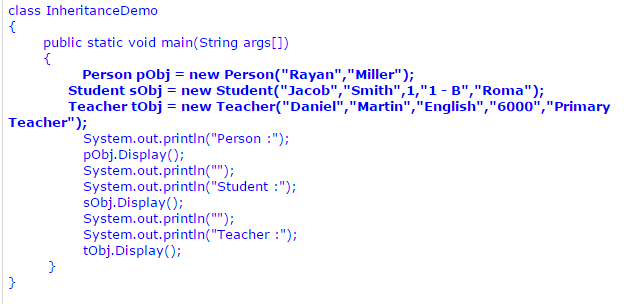 class InheritanceDemo
{
public static void main(String args[])
{
Person pObj = new Person("Rayan","Miller");
Student sObj = new Student("Jacob","Smith",1,"1 - B","Roma");
Teacher tObj = new Teacher("Daniel","Martin","English","6000","Primary
Teacher");
System.out.println("Person :");
pObj.Display();
System.out.println("");
System.out.println("Student :");
sObj.Display();
System.out.println("");
System.out.println("Teacher :");
tObj.Display();
}
}